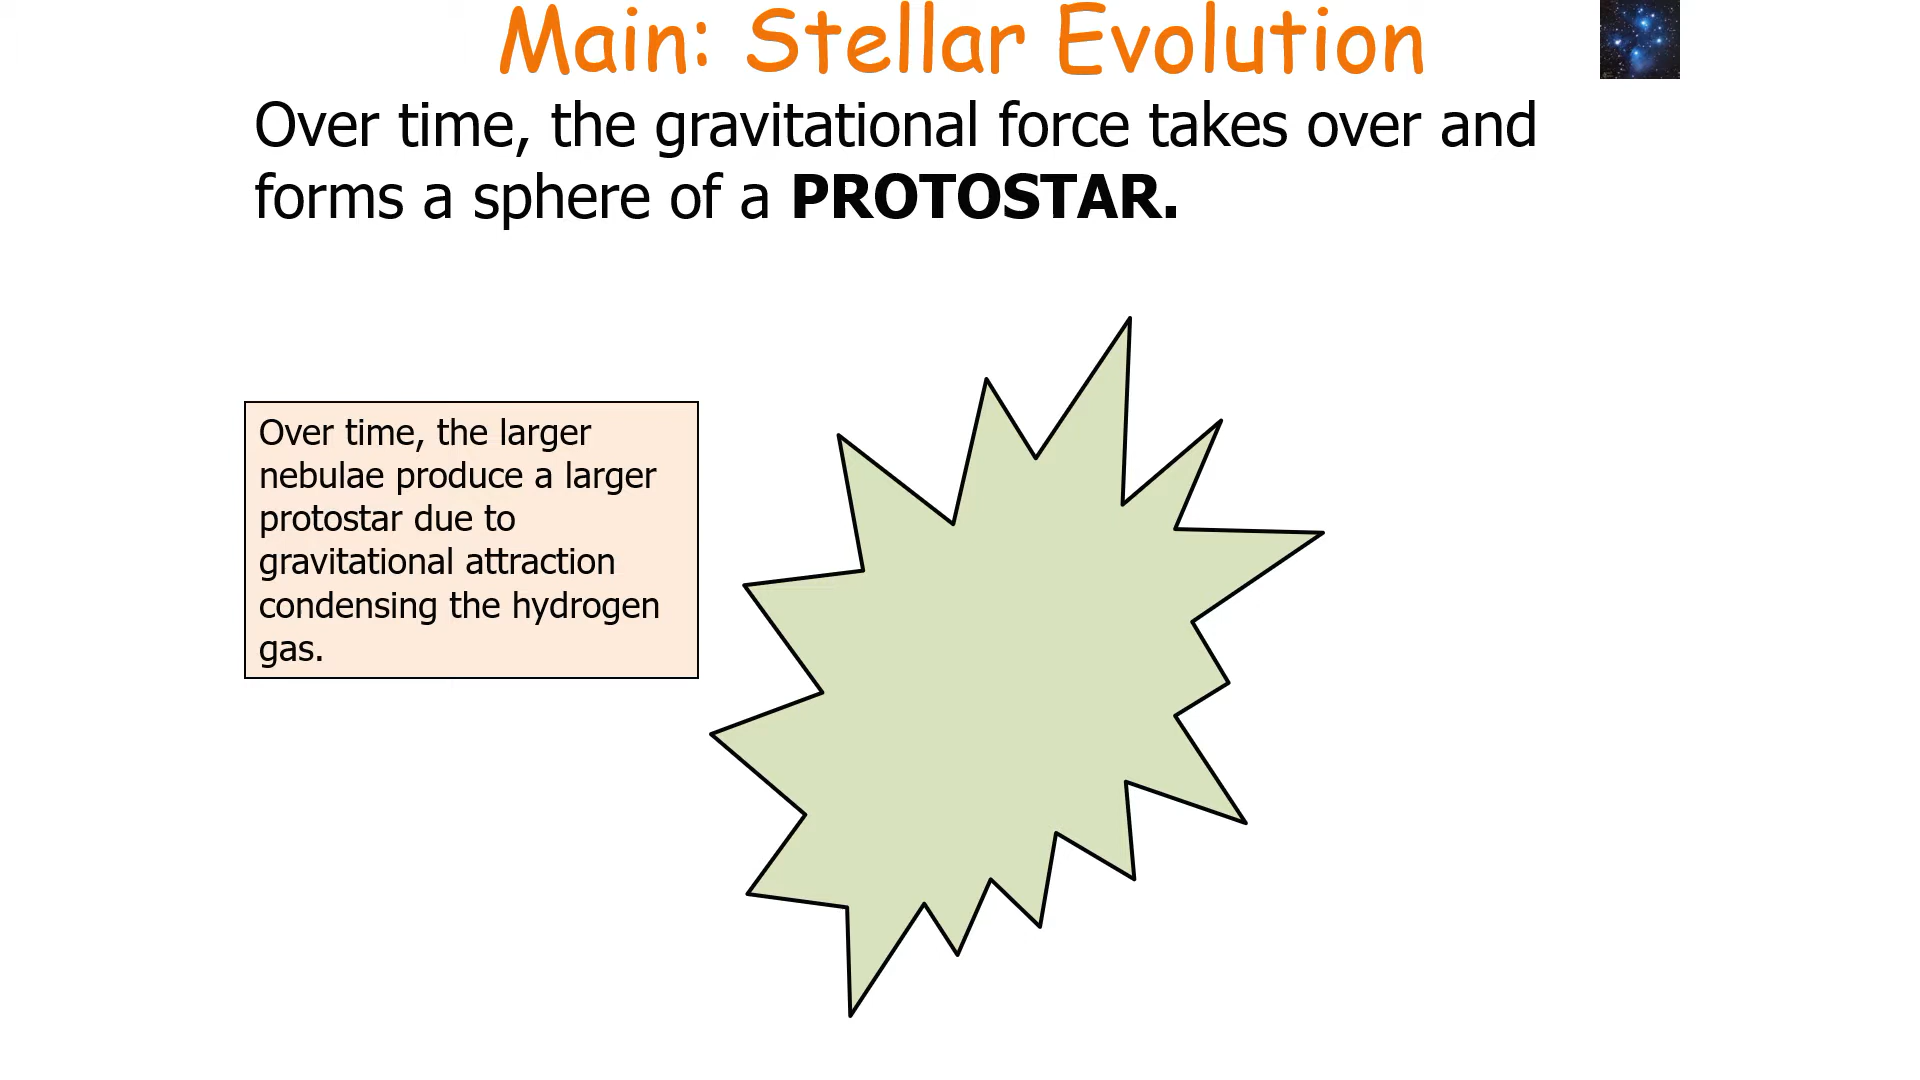 Main: Stellar Evolution
Over time, the gravitational force takes over and
forms a sphere of a PROTOSTAR.
Over time, the larger
nebulae produce a larger
protostar due to
gravitational attraction
condensing the hydrogen
gas.